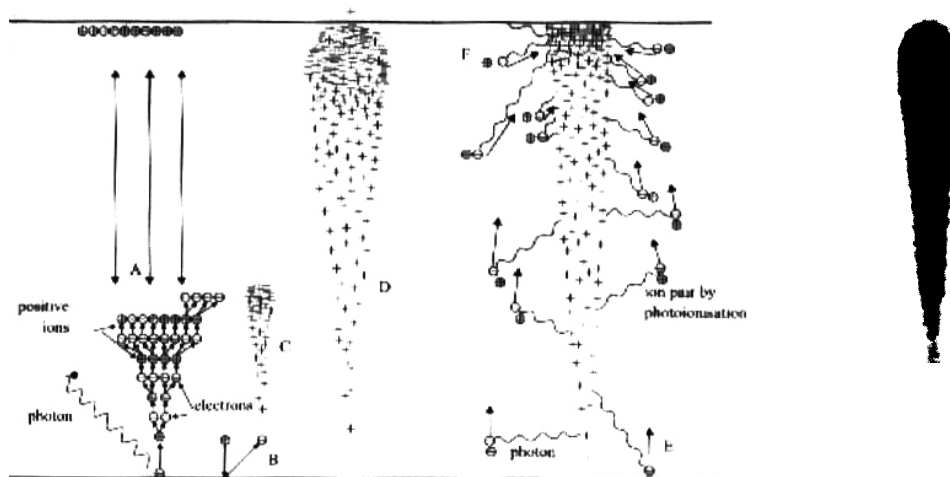 F
A
positive
ions
D
ion pair by
photoionisation
C
electrons
photon
B
photon
E